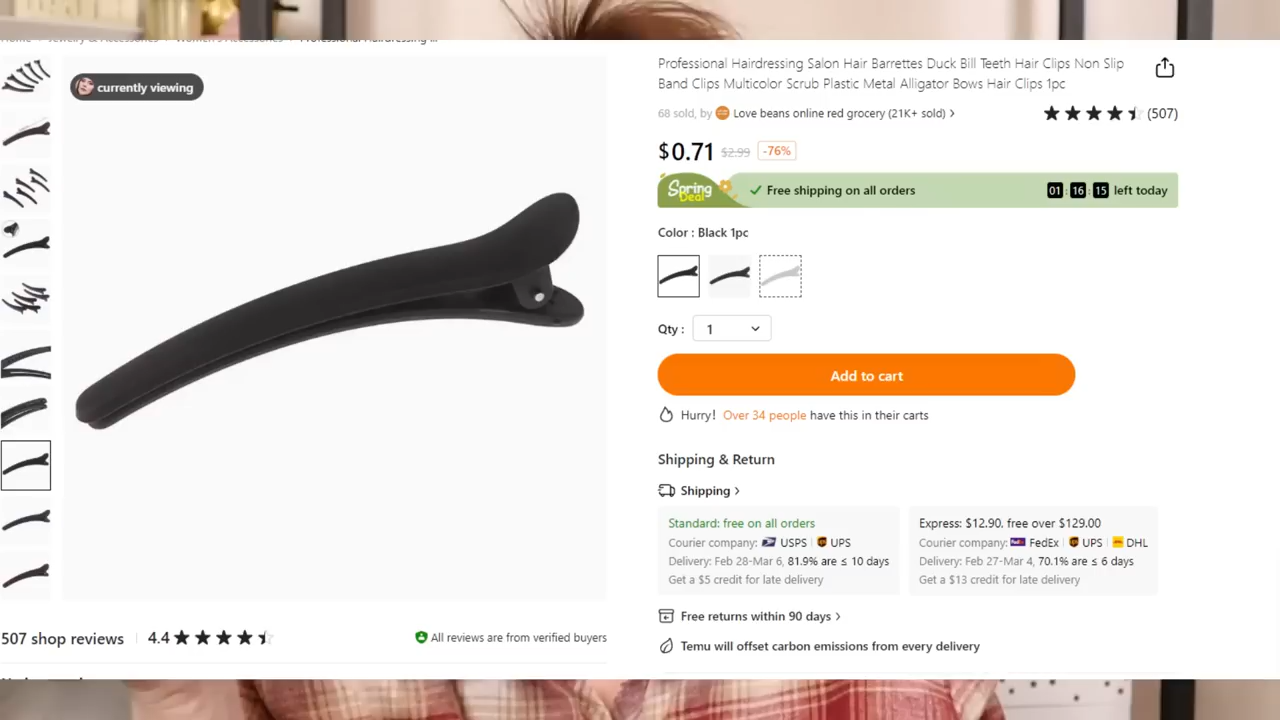 currently viewing
Professional Hairdressing Salon Hair Barrettes Duck Bill Teeth Hair Clips Non Slip
Band Clips Multicolor Scrub Plastic Metal Alligator Bows Hair Clips 1pc
68 sold, by Love beans online red grocery (21K+ sold) >
(507)
$0.71 $2.99 -76%
Spring Deal Free shipping on all orders 01 : 16 : 15 left today
Color : Black 1pc
Qty : 1
Add to cart
Hurry! Over 34 people have this in their carts
Shipping & Return
Shipping >
Standard: free on all orders
Courier company: USPS UPS
Delivery: Feb 28-Mar 6, 81.9% are ≤ 10 days
Get a $5 credit for late delivery
Express: $12.90, free over $129.00
Courier company: FedEx UPS DHL
Delivery: Feb 27-Mar 4, 70.1% are ≤ 6 days
Get a $13 credit for late delivery
Free returns within 90 days >
Temu will offset carbon emissions from every delivery
507 shop reviews 4.4
All reviews are from verified buyers